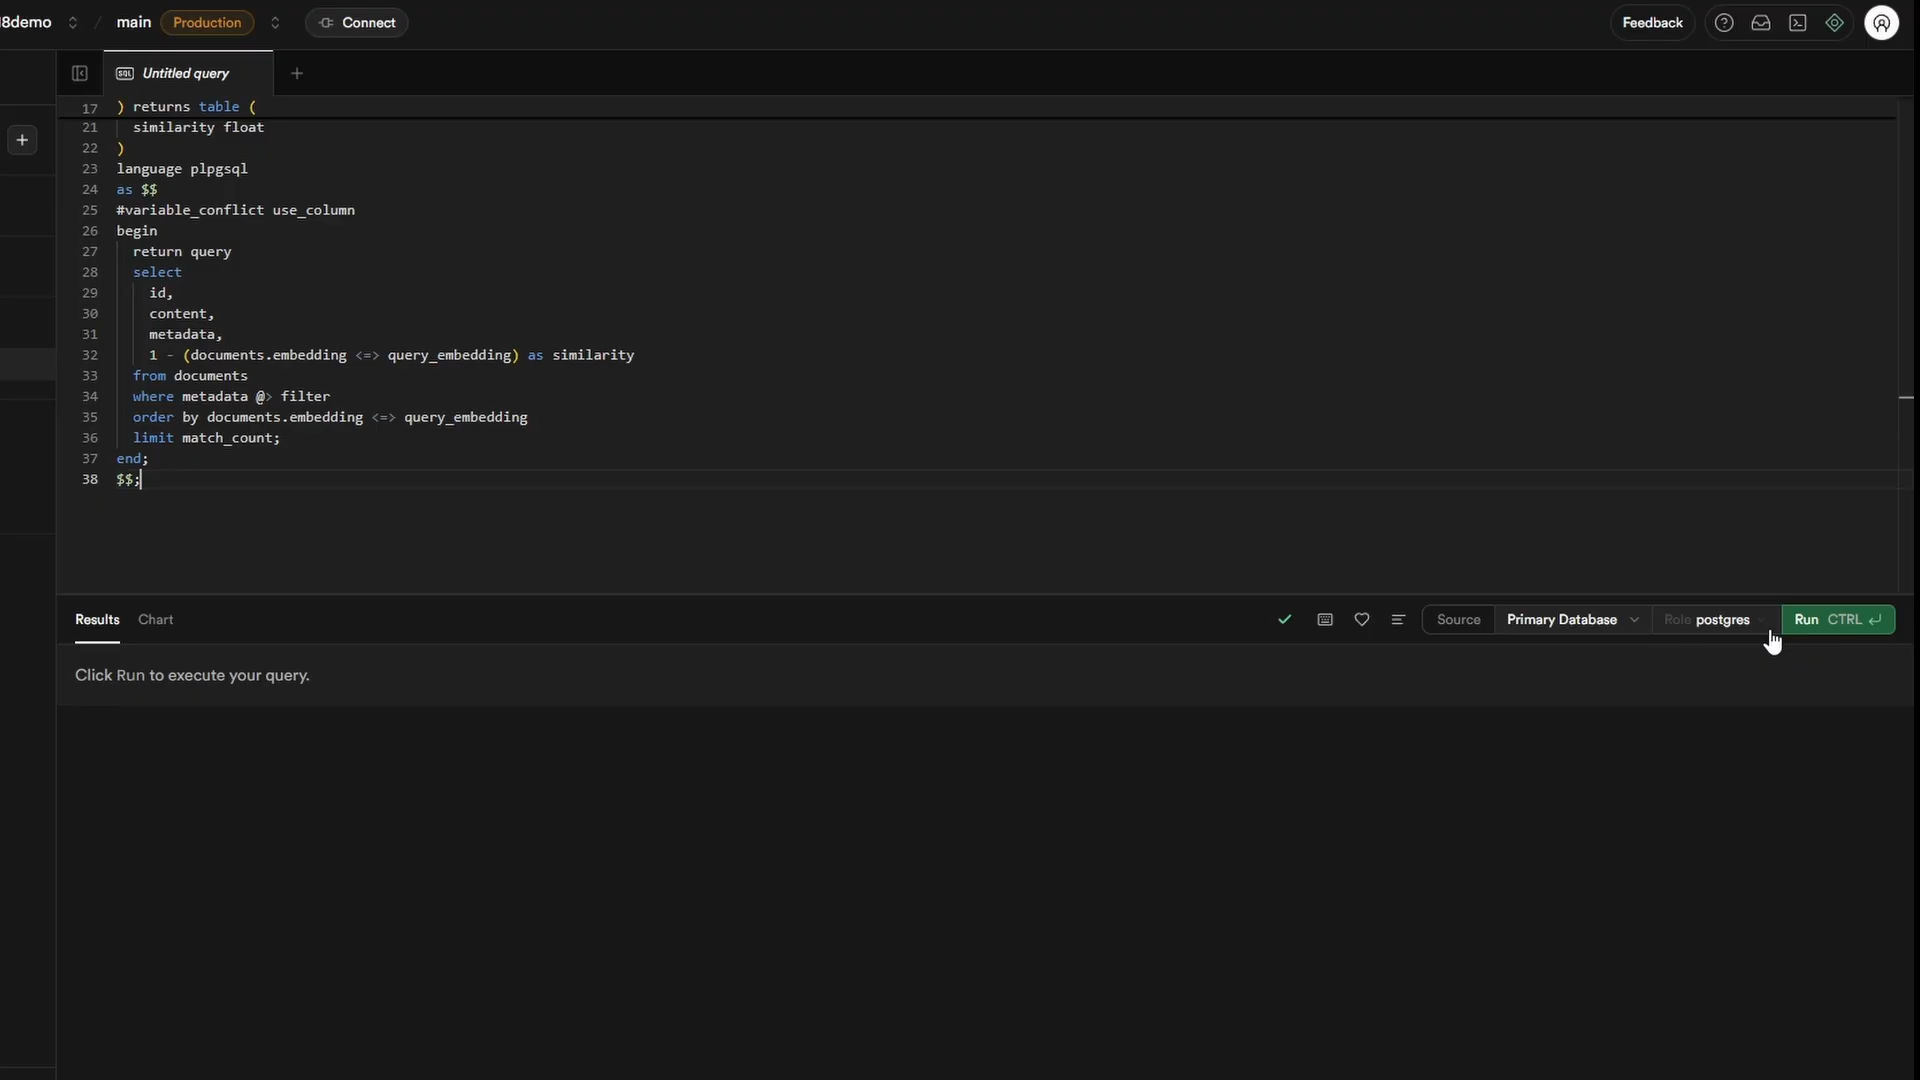 8demo / main Production Connect Feedback
SQL Untitled query +
17 ) returns table (
21 similarity float
22 )
23 language plpgsql
24 as $$
25 #variable_conflict use_column
26 begin
27 return query
28 select
29 id,
30 content,
31 metadata,
32 1 - (documents.embedding <=> query_embedding) as similarity
33 from documents
34 where metadata @> filter
35 order by documents.embedding <=> query_embedding
36 limit match_count;
37 end;
38 $$;
Results Chart Source Primary Database Role postgres Run CTRL ↵
Click Run to execute your query.